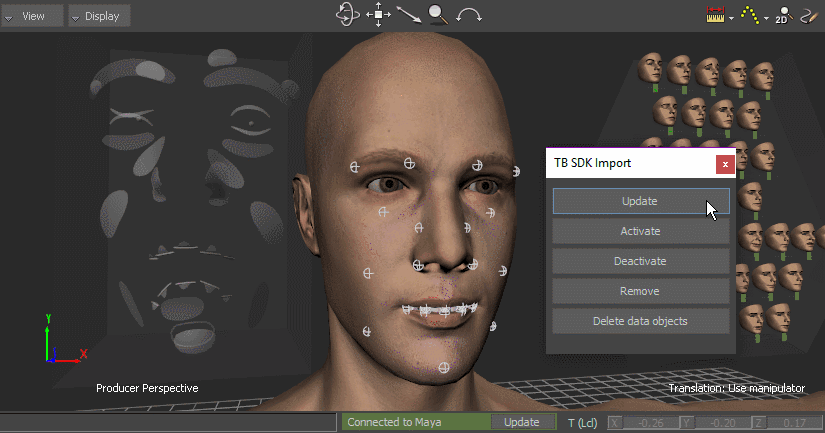 View
Display
2D
TB SDK Import
x
Update
Activate
Deactivate
Remove
Delete data objects
Y
X
Producer Perspective
Translation: Use manipulator
Connected to Maya Update T (Lcl) X -0.26 Y -0.20 Z 0.17